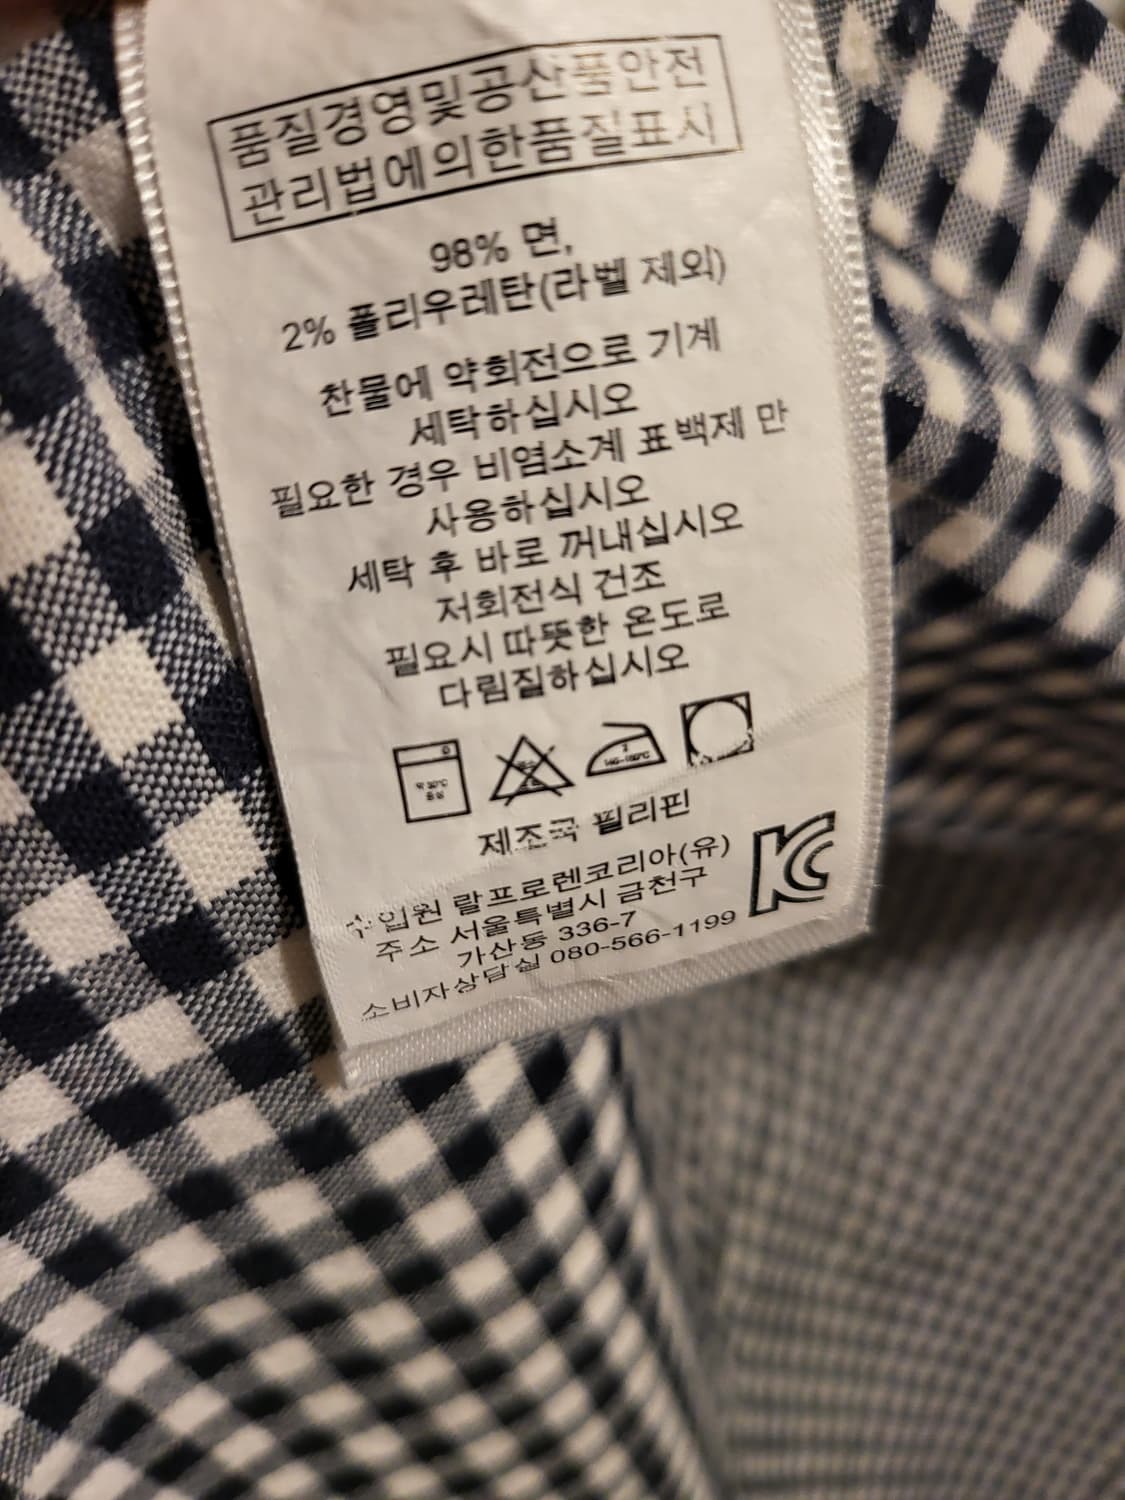 품질경영및공산품안전
관리법에의한품질표시
98% 면,
2% 폴리우레탄(라벨 제외)
찬물에 약회전으로 기계
세탁하십시오
필요한 경우 비염소계 표백제 만
사용하십시오
세탁 후 바로 꺼내십시오
저회전식 건조
필요시 따뜻한 온도로
다림질하십시오
제조국 필리핀
수입원 랄프로렌코리아(유)
주소 서울특별시 금천구
가산동 336-7
소비자상담실 080-566-1199
KC